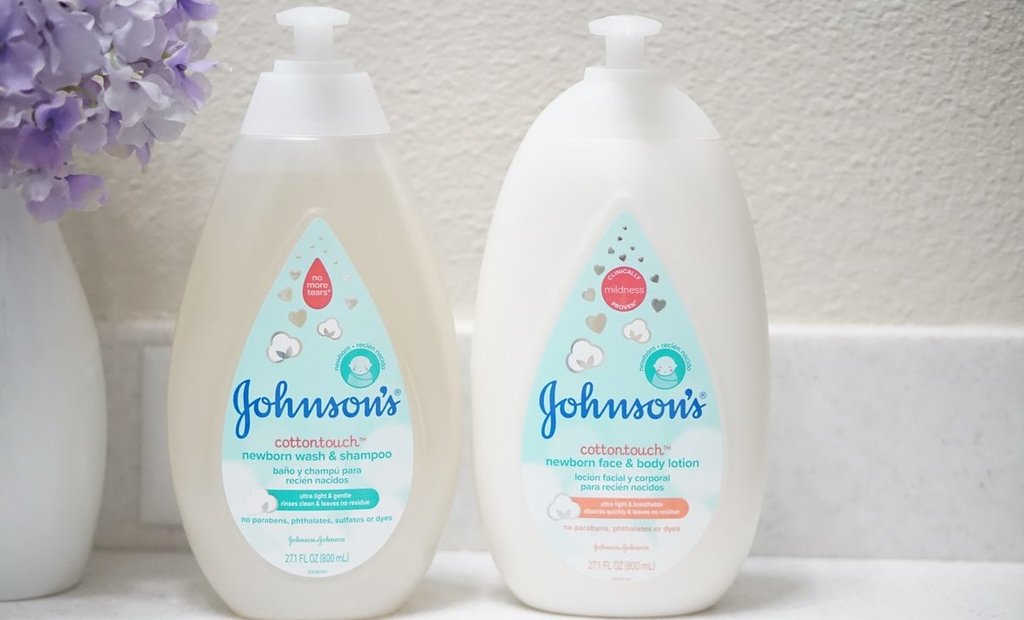 no
more
tears®
newborn • recién nacido
Johnson's®
cottontouch™
newborn wash & shampoo
baño y champú para
recién nacidos
ultra light & gentle
rinses clean & leaves no residue
no parabens, phthalates, sulfates or dyes
Johnson & Johnson
27.1 FL OZ (800 mL)
CLINICALLY
mildness
PROVEN*
newborn • recién nacido
Johnson's®
cottontouch™
newborn face & body lotion
loción facial y corporal
para recién nacidos
ultra light & breathable
absorbs quickly & leaves no residue
no parabens, phthalates or dyes
Johnson & Johnson
27.1 FL OZ (800 mL)